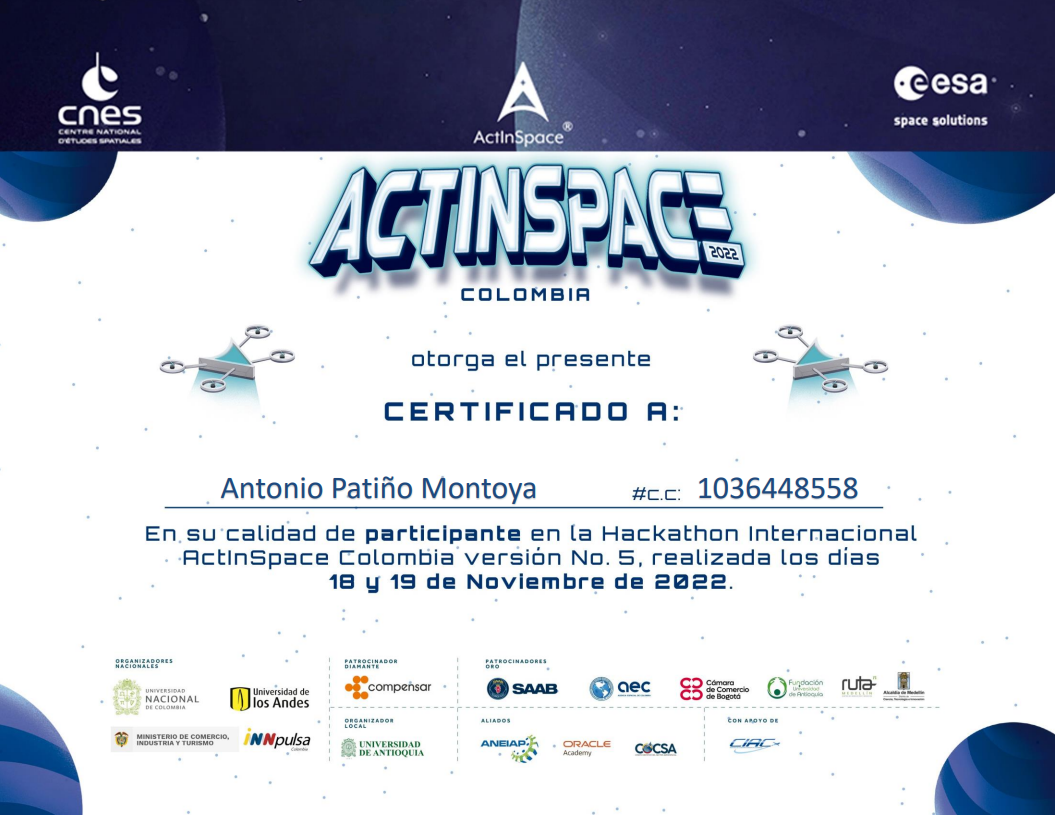 cnes
CENTRE NATIONAL
D'ÉTUDES SPATIALES
ActInSpace®
esa
space solutions
ACTINSPACE
2022
COLOMBIA
otorga el presente
CERTIFICADO A:
Antonio Patiño Montoya #c.c: 1036448558
En su calidad de participante en la Hackathon Internacional
ActInSpace Colombia versión No. 5, realizada los días
18 y 19 de Noviembre de 2022.
ORGANIZADORES
NACIONALES
UNIVERSIDAD
NACIONAL
DE COLOMBIA
Universidad de
los Andes
MINISTERIO DE COMERCIO,
INDUSTRIA Y TURISMO
iNNpulsa
Colombia
PATROCINADOR
DIAMANTE
compensar
ORGANIZADOR
LOCAL
UNIVERSIDAD
DE ANTIOQUIA
PATROCINADORES
ORO
SAAB
aec
Cámara
de Comercio
de Bogotá
Fundación
Universidad
de Antioquia
ruta
MEDELLÍN
Alcaldía de Medellín
ALIADOS
ANEIAP
ORACLE
Academy
COCSA
CON APOYO DE
CIAC